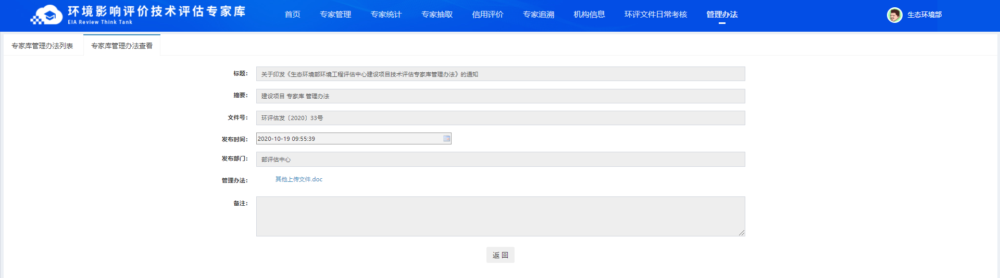 环境影响评价技术评估专家库
EIA Review Think Tank
首页 专家管理 专家统计 专家抽取 信用评价 专家追溯 机构信息 环评文件日常考核 管理办法 生态环境部
专家库管理办法列表 专家库管理办法查看
标题: 关于印发《生态环境部环境工程评估中心建设项目技术评估专家库管理办法》的通知
摘要: 建设项目 专家库 管理办法
文件号: 环评估发〔2020〕33号
发布时间: 2020-10-19 09:55:39
发布部门: 部评估中心
管理办法: 其他上传文件.doc
备注:
返 回